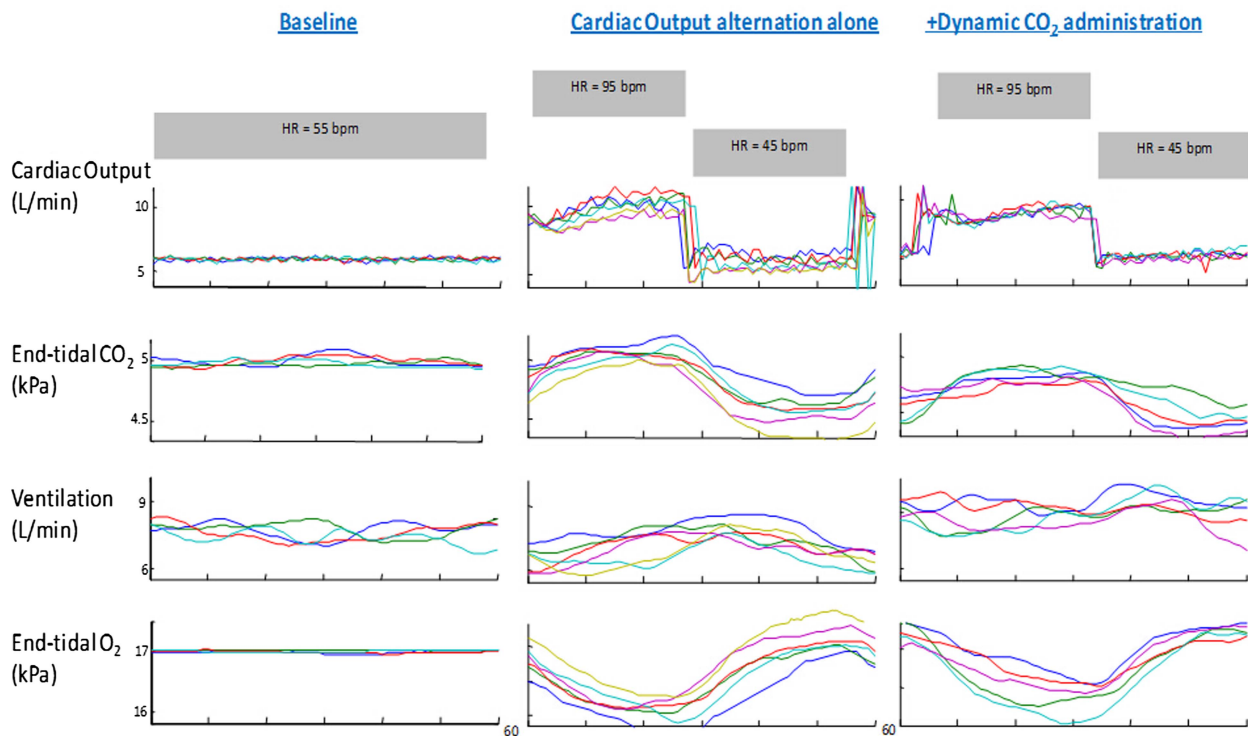 Baseline
Cardiac Output alternation alone
+Dynamic CO2 administration
HR = 55 bpm
HR = 95 bpm
HR = 45 bpm
HR = 95 bpm
HR = 45 bpm
Cardiac Output
(L/min)
10
5
End-tidal CO2
(kPa)
5
2
4.5
Ventilation
(L/min)
9
6
End-tidal O2
(kPa)
17
16
60
60